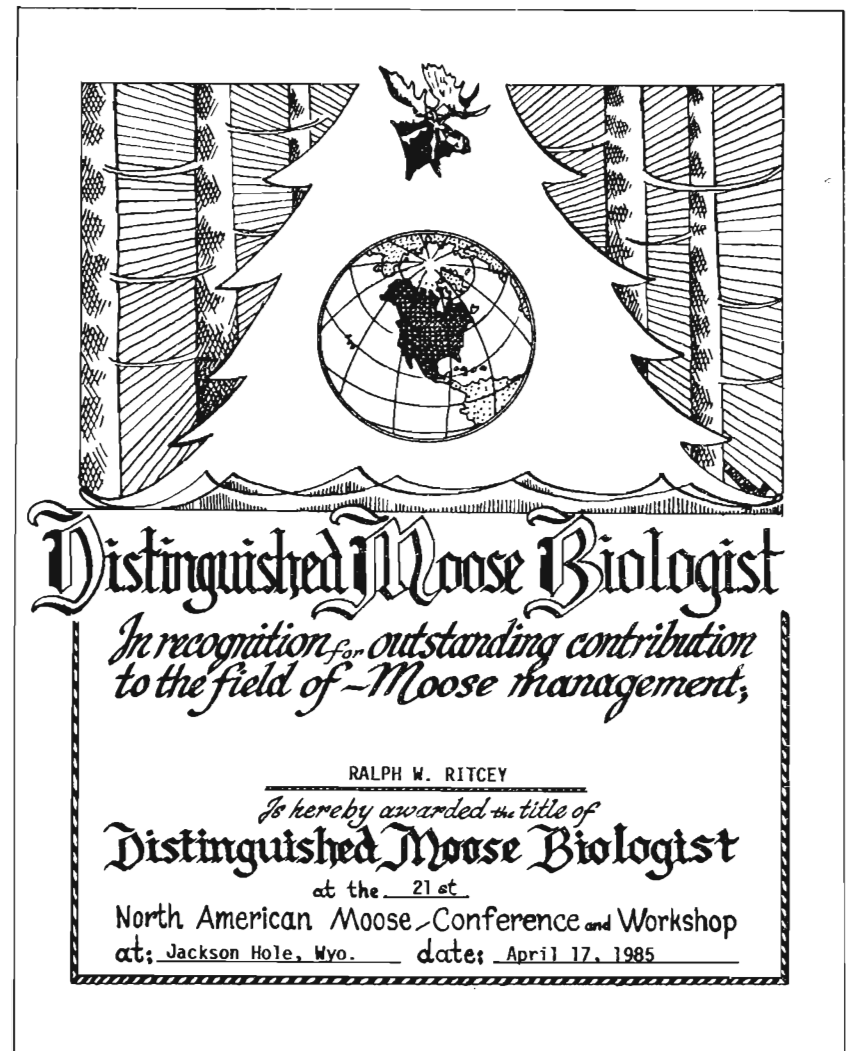 Distinguished Moose Biologist
In recognition for outstanding contribution
to the field of - Moose management;
RALPH W. RITCEY
Is hereby awarded the title of
Distinguished Moose Biologist
at the 21st
North American Moose - Conference and Workshop
at: Jackson Hole, Wyo. date: April 17, 1985